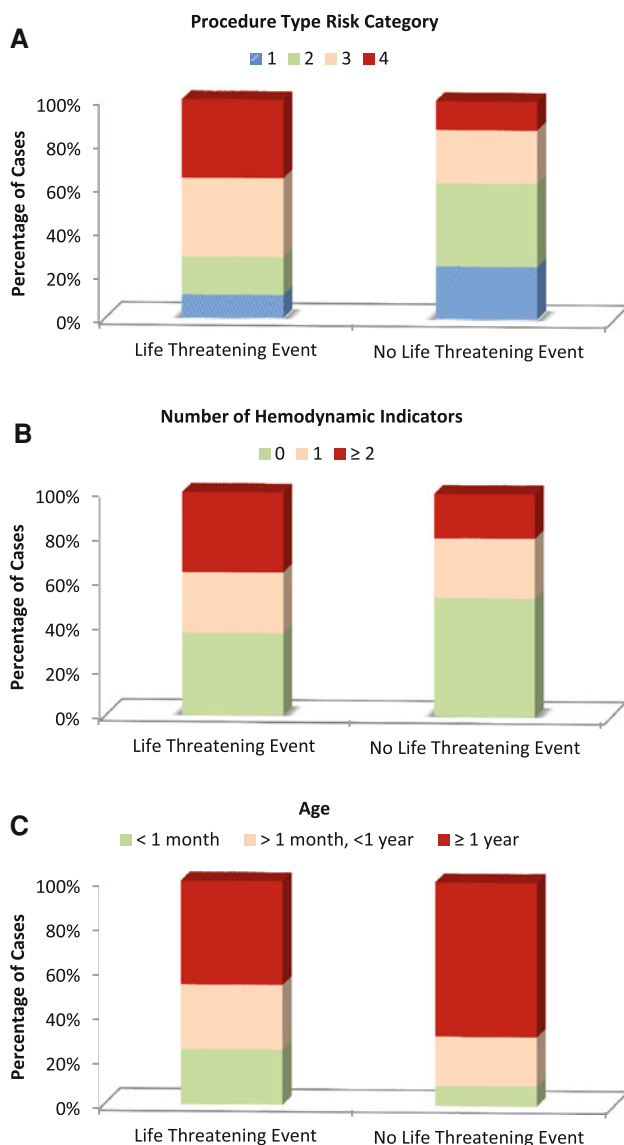 A
Procedure Type Risk Category
1 2 3 4
Percentage of Cases
100%
80%
60%
40%
20%
0%
Life Threatening Event No Life Threatening Event
B
Number of Hemodynamic Indicators
0 1 ≥ 2
Percentage of Cases
100%
80%
60%
40%
20%
0%
Life Threatening Event No Life Threatening Event
C
Age
< 1 month > 1 month, <1 year ≥ 1 year
Percentage of Cases
100%
80%
60%
40%
20%
0%
Life Threatening Event No Life Threatening Event